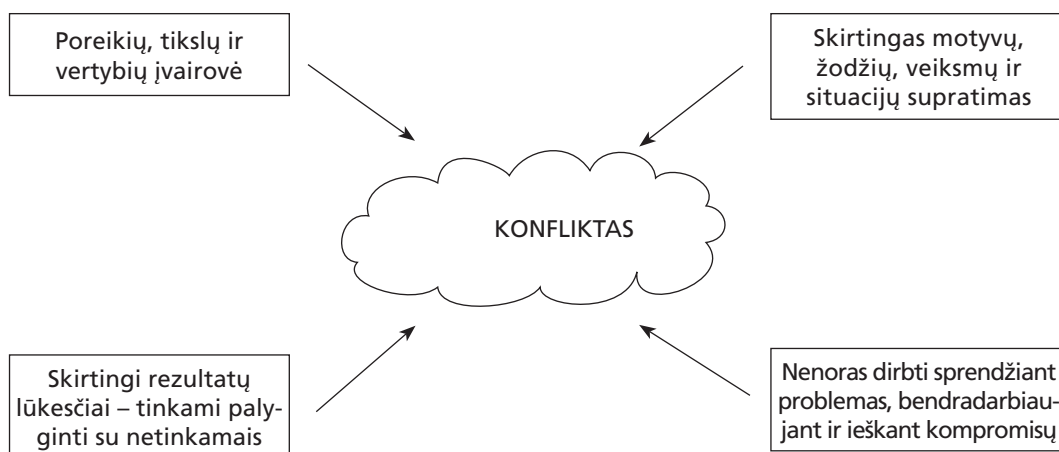 Poreikių, tikslų ir
vertybių įvairovė
Skirtingas motyvų,
žodžių, veiksmų ir
situacijų supratimas
KONFLIKTAS
Skirtingi rezultatų
lūkesčiai – tinkami paly-
ginti su netinkamais
Nenoras dirbti sprendžiant
problemas, bendradarbiau-
jant ir ieškant kompromisų